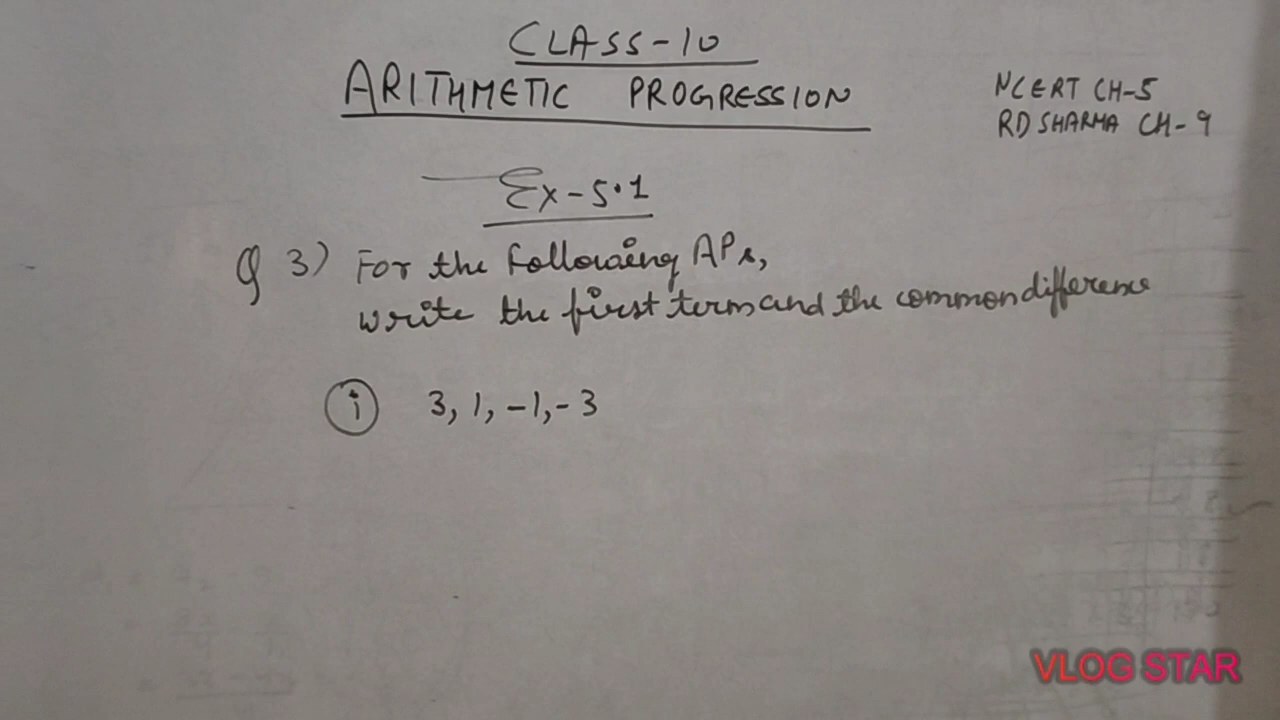 CLASS-10
ARITHMETIC PROGRESSION
NCERT CH-5
RD SHARMA CH-9
Ex-5.1
Q 3) For the following APs,
write the first term and the common difference
i 3, 1, -1, -3
VLOG STAR